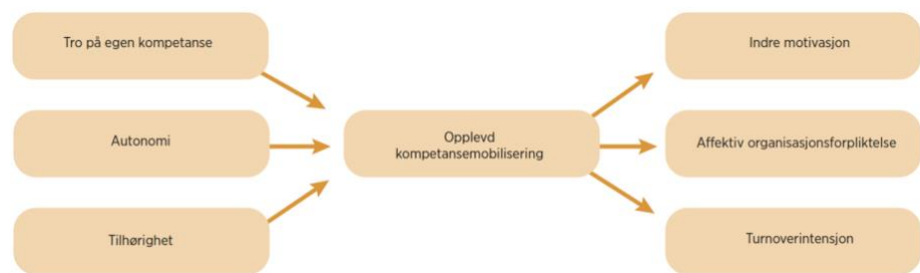 Tro på egen kompetanse
Autonomi
Tilhørighet
Opplevd
kompetansemobilisering
Indre motivasjon
Affektiv organisasjonsforpliktelse
Turnoverintensjon